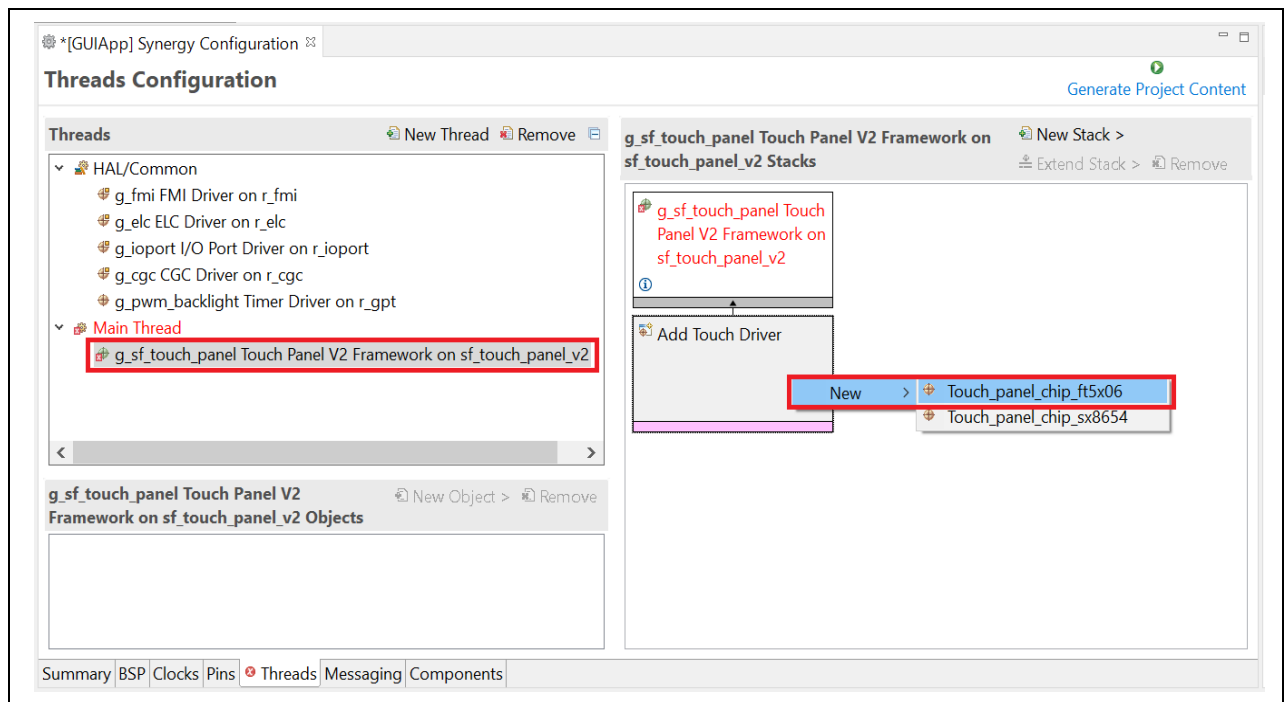 *[GUIApp] Synergy Configuration
Threads Configuration
Generate Project Content
Threads
New Thread
Remove
HAL/Common
g_fmi FMI Driver on r_fmi
g_elc ELC Driver on r_elc
g_ioport I/O Port Driver on r_ioport
g_cgc CGC Driver on r_cgc
g_pwm_backlight Timer Driver on r_gpt
Main Thread
g_sf_touch_panel Touch Panel V2 Framework on sf_touch_panel_v2
g_sf_touch_panel Touch Panel V2
Framework on sf_touch_panel_v2 Objects
New Object >
Remove
g_sf_touch_panel Touch Panel V2 Framework on
sf_touch_panel_v2 Stacks
New Stack >
Extend Stack >
Remove
g_sf_touch_panel Touch
Panel V2 Framework on
sf_touch_panel_v2
Add Touch Driver
New >
Touch_panel_chip_ft5x06
Touch_panel_chip_sx8654
Summary BSP Clocks Pins Threads Messaging Components